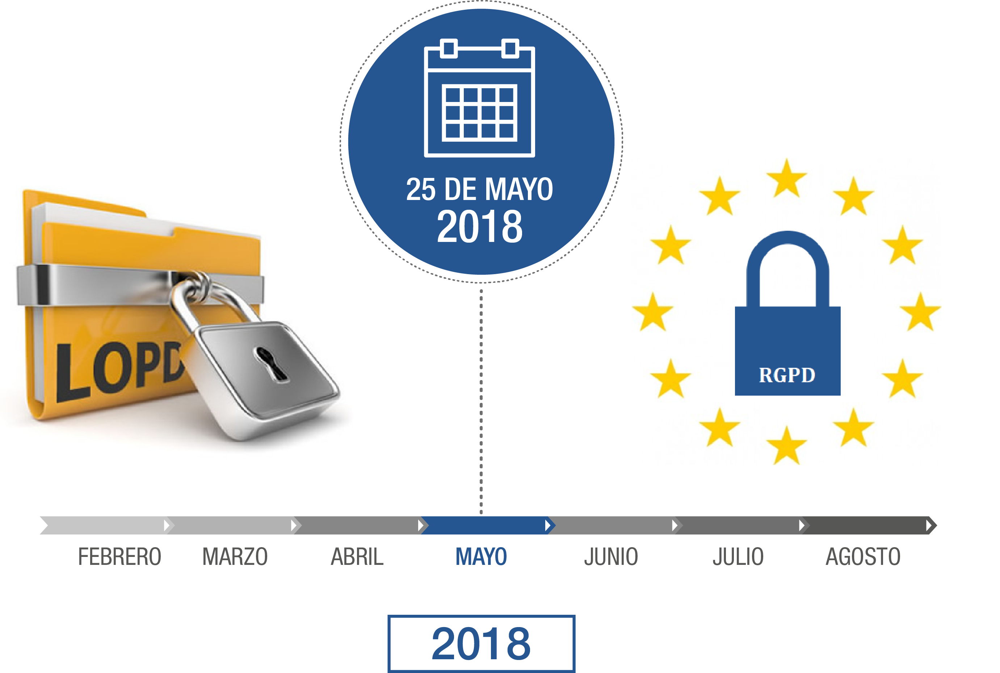 25 DE MAYO
2018
LOPD
RGPD
FEBRERO
MARZO
ABRIL
MAYO
JUNIO
JULIO
AGOSTO
2018